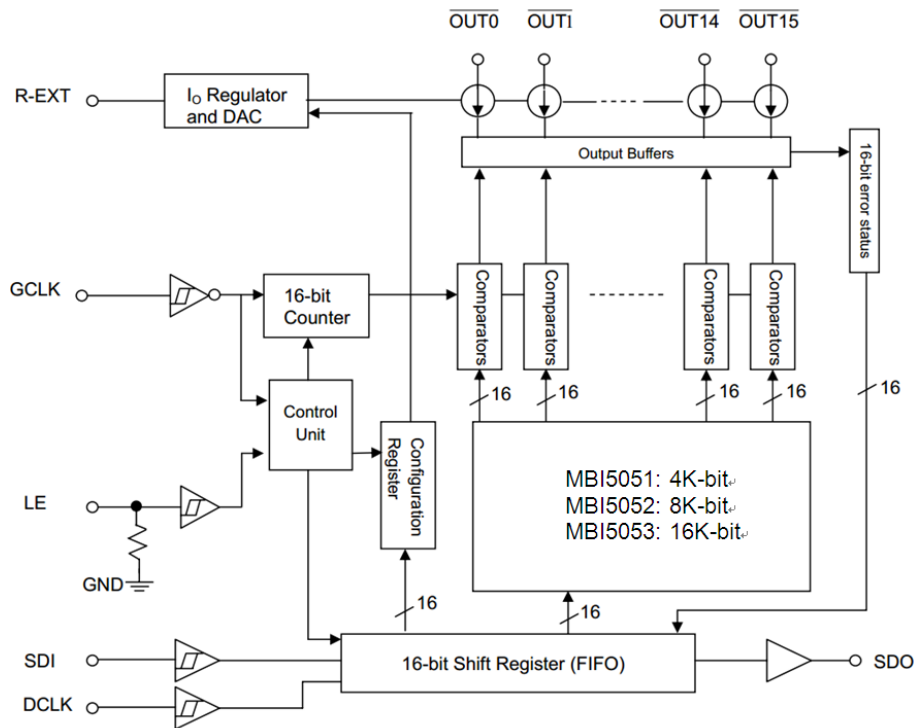 OUT0
OUT1
OUT14
OUT15
R-EXT
IO Regulator
and DAC
Output Buffers
16-bit error status
GCLK
16-bit
Counter
Comparators
Comparators
Comparators
Comparators
16
16
16
16
16
Control
Unit
Configuration
Register
MBI5051: 4K-bit↵
MBI5052: 8K-bit↵
MBI5053: 16K-bit↵
LE
GND
16
16
SDI
16-bit Shift Register (FIFO)
SDO
DCLK